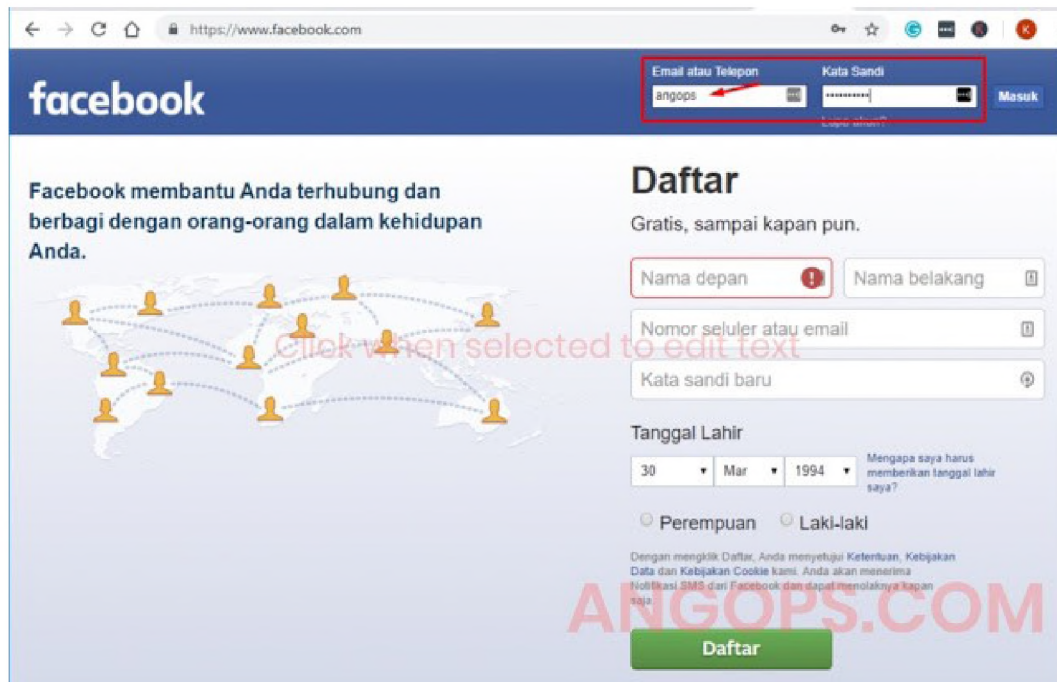 https://www.facebook.com
K
facebook
Email atau Telepon
Kata Sandi
angops
Masuk
Lupa akun?
Facebook membantu Anda terhubung dan
berbagi dengan orang-orang dalam kehidupan
Anda.
Daftar
Gratis, sampai kapan pun.
Nama depan
Nama belakang
Nomor seluler atau email
Click when selected to edit text
Kata sandi baru
Tanggal Lahir
30 Mar 1994
Mengapa saya harus
memberikan tanggal lahir
saya?
Perempuan Laki-laki
Dengan mengklik Daftar, Anda menyetujui Ketentuan, Kebijakan
Data dan Kebijakan Cookie kami. Anda akan menerima
Notifikasi SMS dari Facebook dan dapat menolaknya kapan
saja.
ANGOPS.COM
Daftar